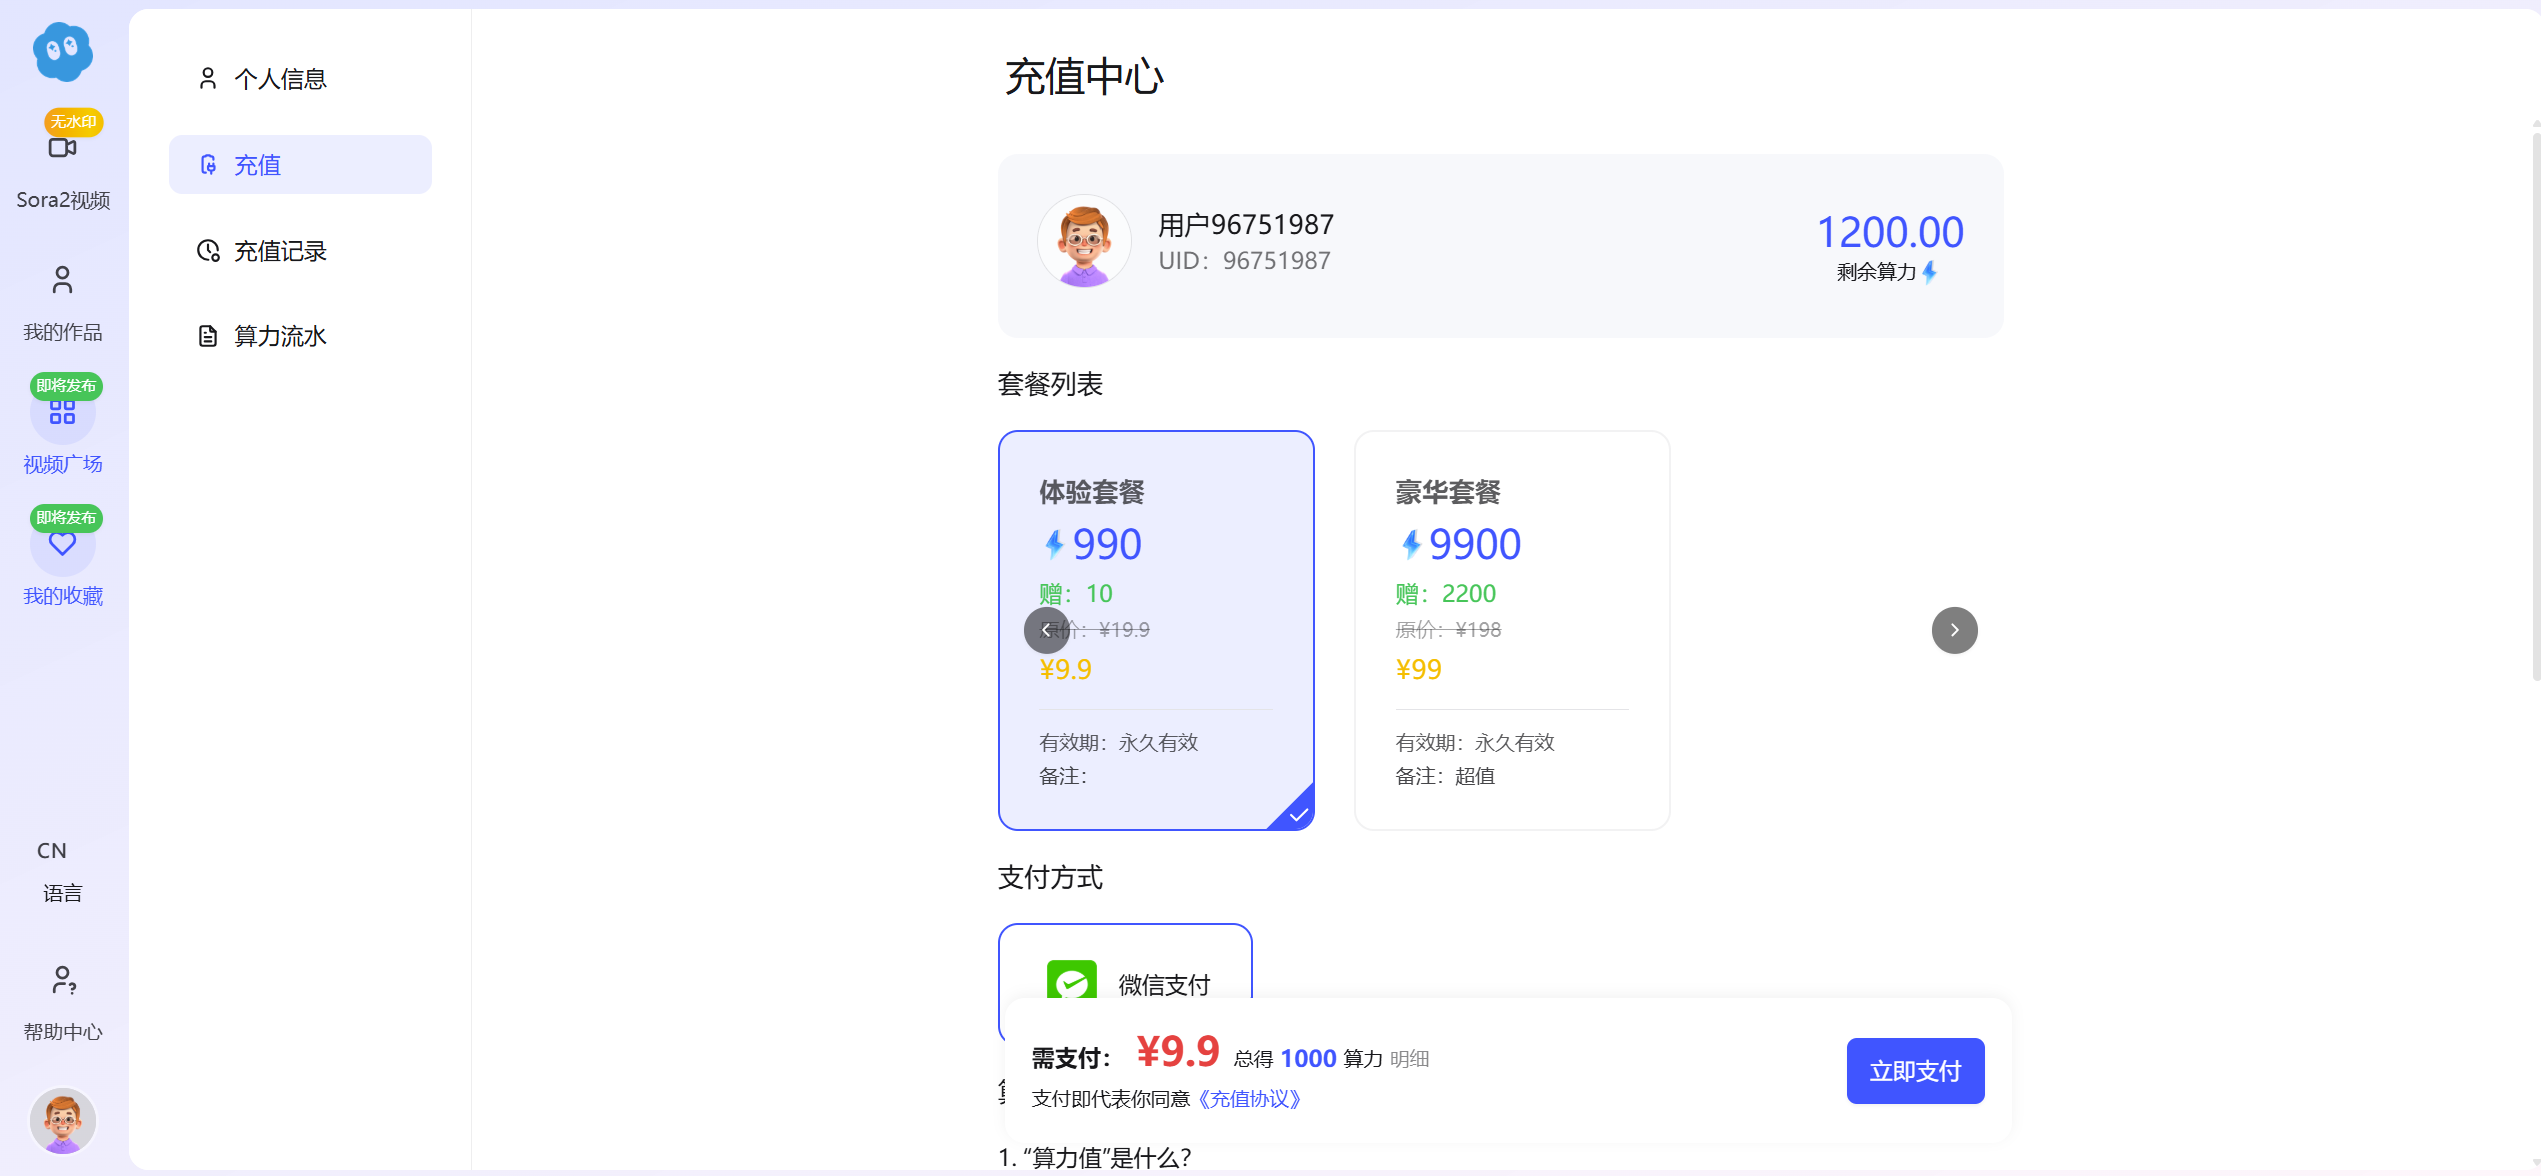 无水印
Sora2视频
我的作品
即将发布
视频广场
即将发布
我的收藏
CN
语言
帮助中心
个人信息
充值
充值记录
算力流水
充值中心
用户96751987
UID：96751987
1200.00
剩余算力
套餐列表
体验套餐
990
赠：10
原价：¥19.9
¥9.9
有效期：永久有效
备注：
豪华套餐
9900
赠：2200
原价：¥198
¥99
有效期：永久有效
备注：超值
支付方式
微信支付
需支付： ¥9.9 总得 1000 算力 明细
支付即代表你同意《充值协议》
立即支付
1. “算力值”是什么？